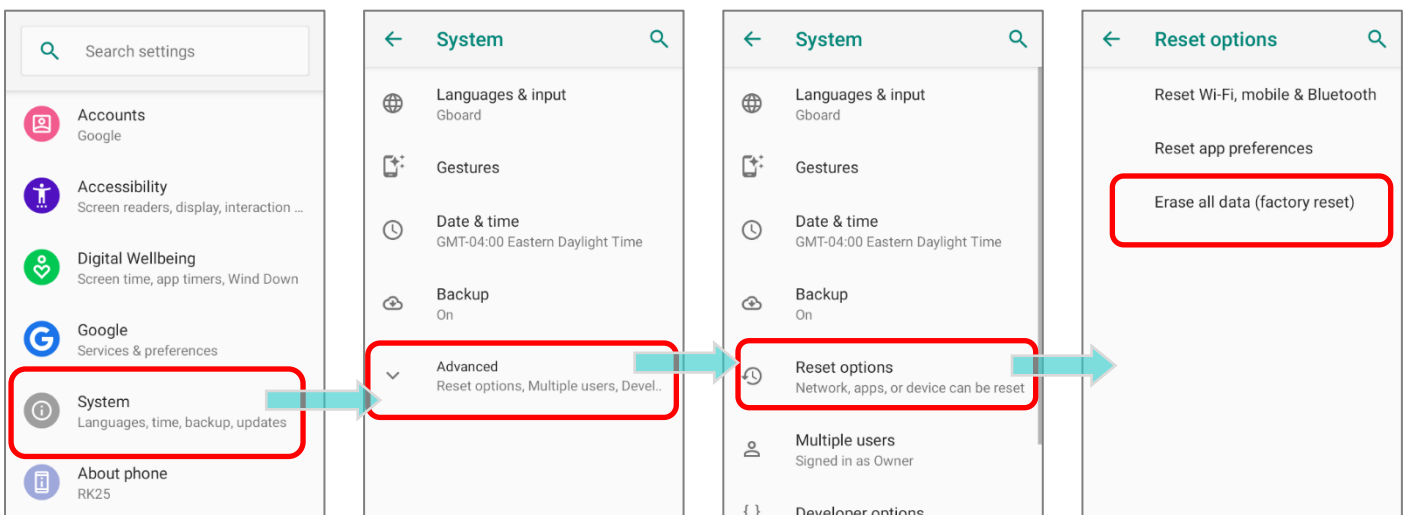 Search settings
Accounts
Google
Accessibility
Screen readers, display, interaction ...
Digital Wellbeing
Screen time, app timers, Wind Down
Google
Services & preferences
System
Languages, time, backup, updates
About phone
RK25
System
Languages & input
Gboard
Gestures
Date & time
GMT-04:00 Eastern Daylight Time
Backup
On
Advanced
Reset options, Multiple users, Devel..
System
Languages & input
Gboard
Gestures
Date & time
GMT-04:00 Eastern Daylight Time
Backup
On
Reset options
Network, apps, or device can be reset
Multiple users
Signed in as Owner
Developer options
Reset options
Reset Wi-Fi, mobile & Bluetooth
Reset app preferences
Erase all data (factory reset)